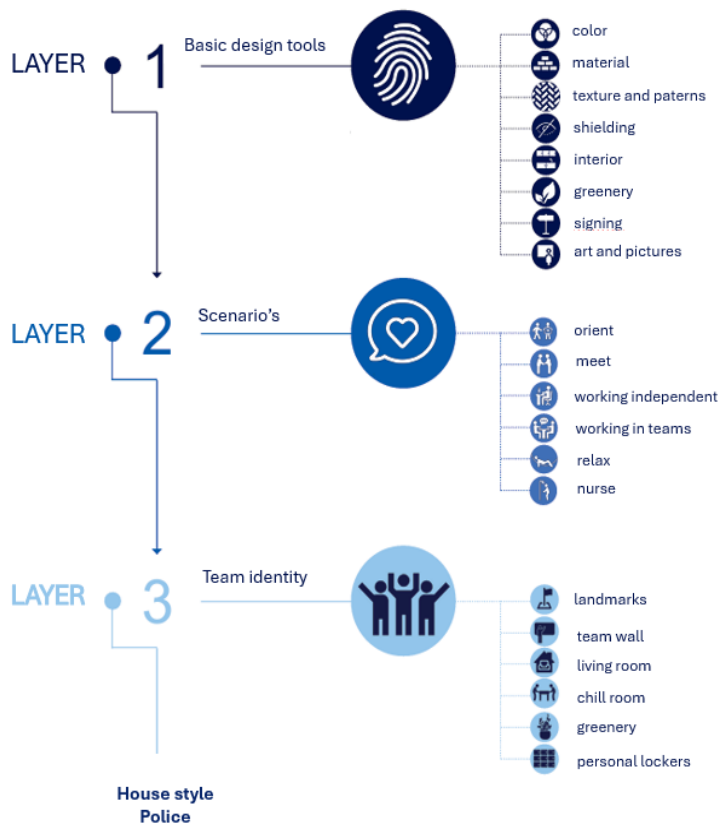 LAYER 1 Basic design tools
color
material
texture and paterns
shielding
interior
greenery
signing
art and pictures
LAYER 2 Scenario’s
orient
meet
working independent
working in teams
relax
nurse
LAYER 3 Team identity
landmarks
team wall
living room
chill room
greenery
personal lockers
House style
Police